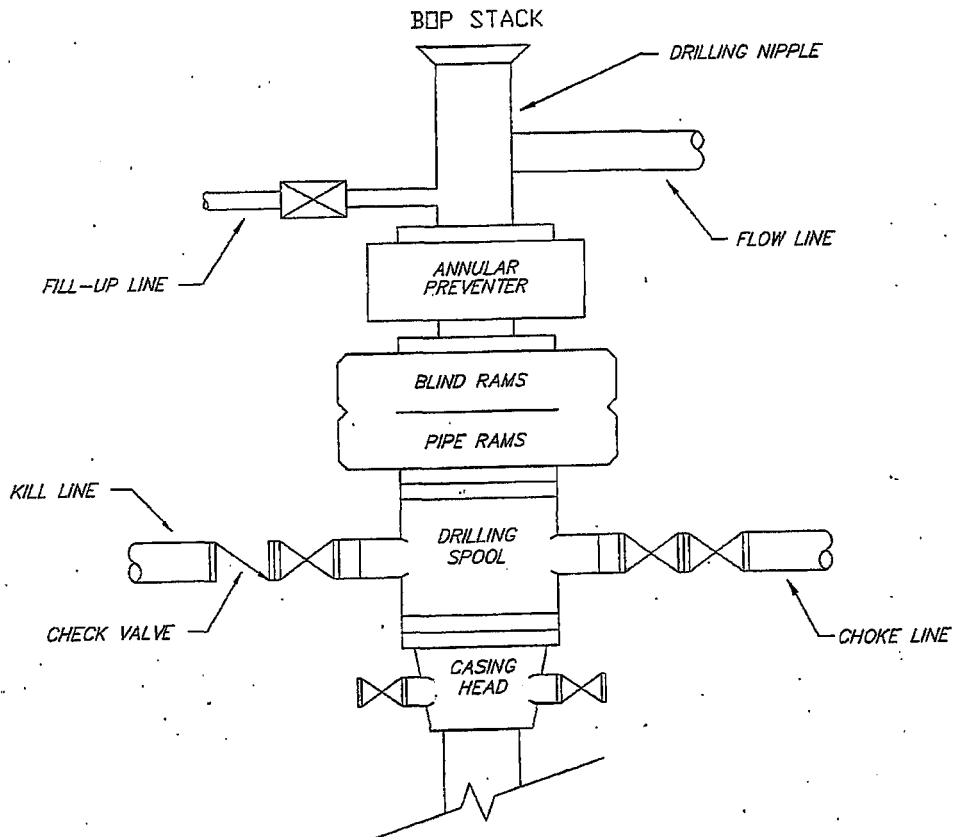 BOP STACK
DRILLING NIPPLE
FLOW LINE
FILL-UP LINE
ANNULAR
PREVENTER
BLIND RAMS
PIPE RAMS
KILL LINE
DRILLING
SPOOL
CHECK VALVE
CHOKE LINE
CASING
HEAD